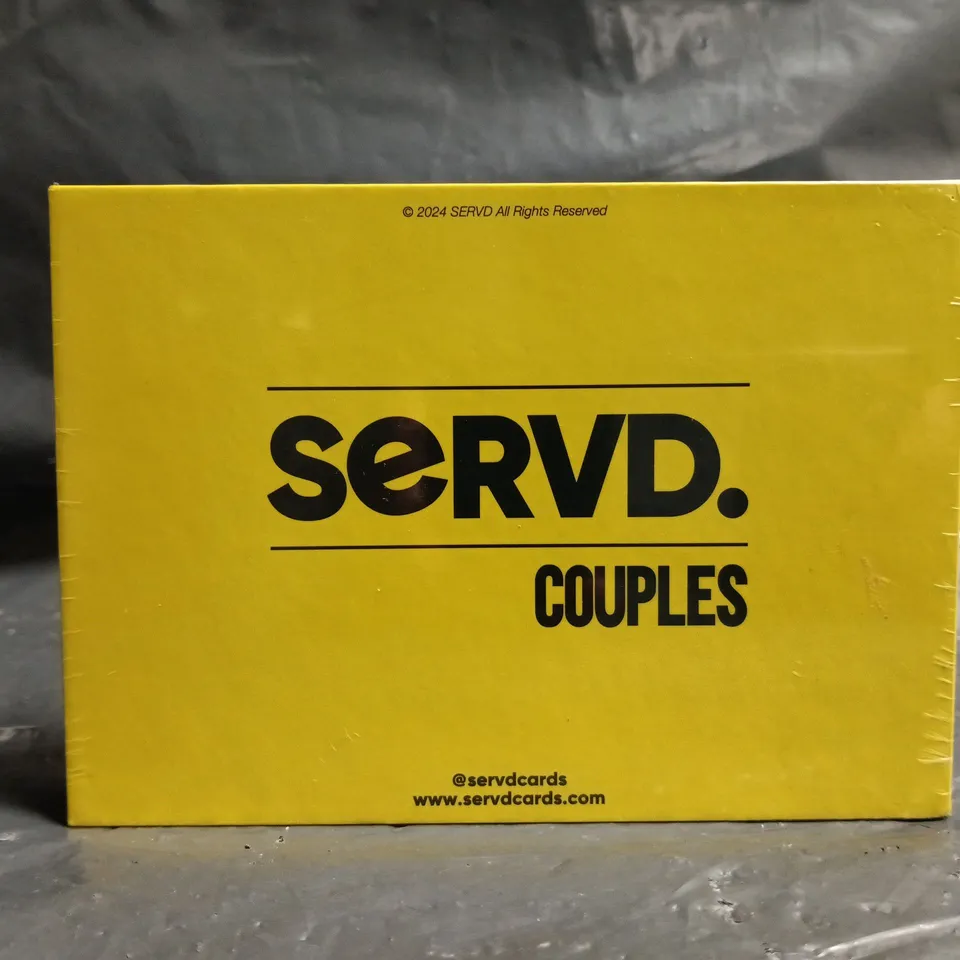 © 2024 SERVD All Rights Reserved
SeRVD.
COUPLES
@servdcards
www.servdcards.com